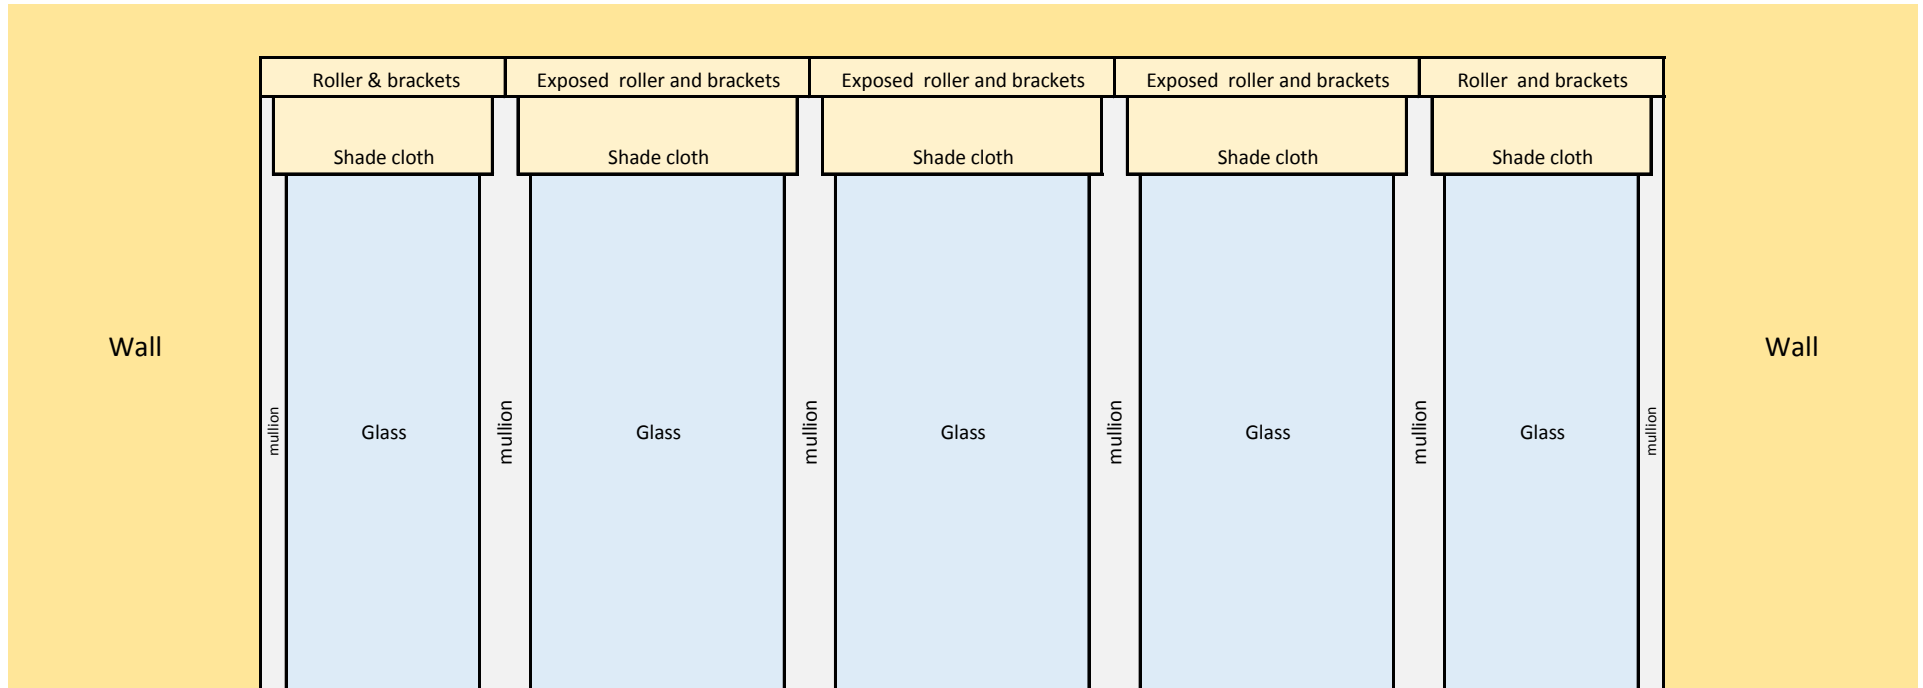 Roller & brackets
Exposed roller and brackets
Exposed roller and brackets
Exposed roller and brackets
Roller and brackets
Shade cloth
Shade cloth
Shade cloth
Shade cloth
Shade cloth
Wall
Wall
mullion
Glass
mullion
Glass
mullion
Glass
mullion
Glass
mullion
Glass
mullion